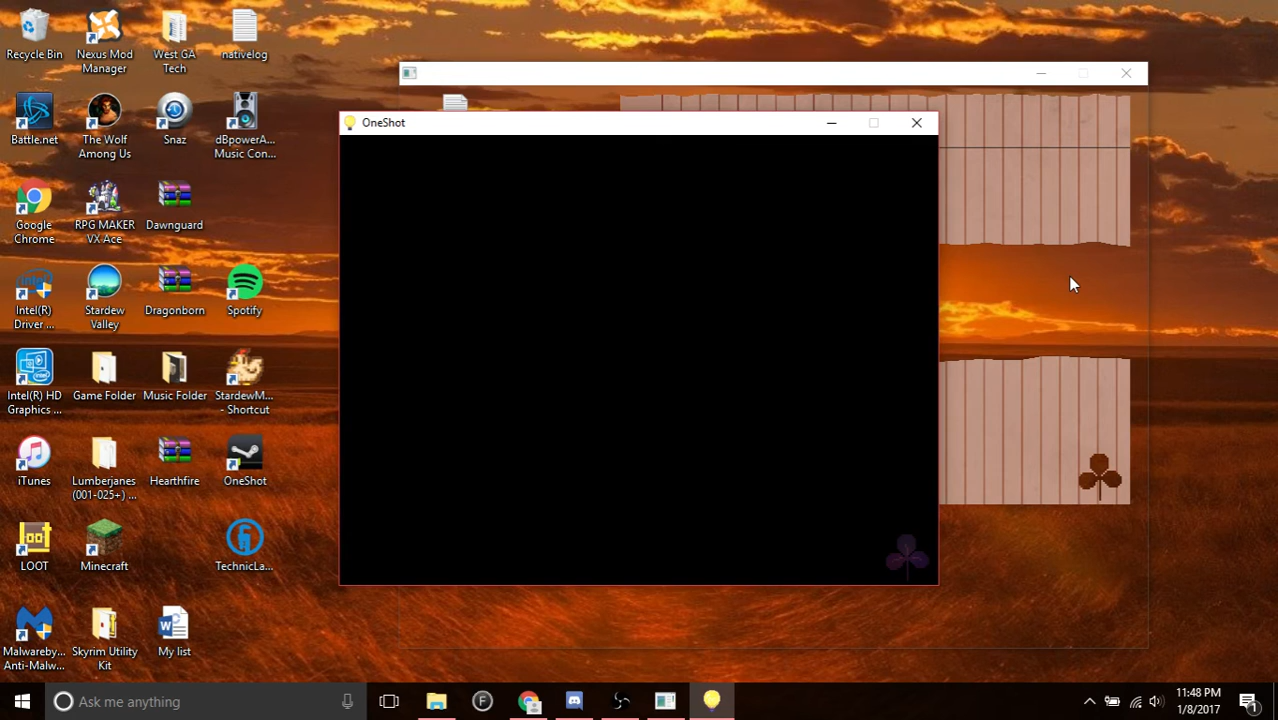 Recycle Bin
Nexus Mod
Manager
West GA
Tech
nativelog
Battle.net
The Wolf
Among Us
Snaz
dBpowerA...
Music Con...
Google
Chrome
RPG MAKER
VX Ace
Dawnguard
Intel(R)
Driver ...
Stardew
Valley
Dragonborn
Spotify
Intel(R) HD
Graphics ...
Game Folder
Music Folder
StardewM...
- Shortcut
iTunes
Lumberjanes
(001-025+) ...
Hearthfire
OneShot
LOOT
Minecraft
TechnicLa...
Malwareby...
Anti-Malw...
Skyrim Utility
Kit
My list
OneShot
Ask me anything
11:48 PM
1/8/2017
1